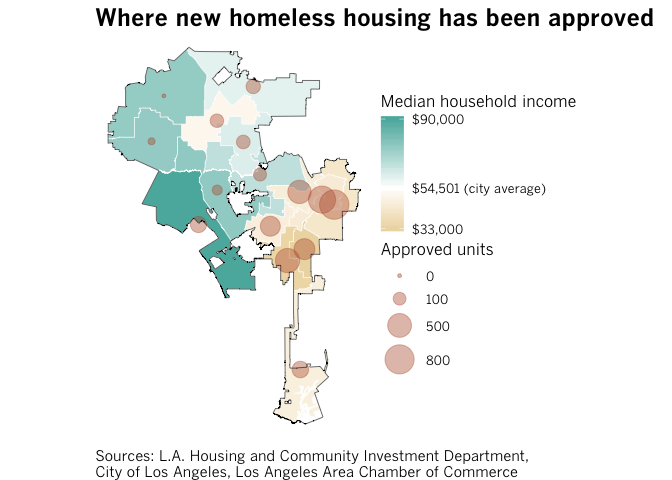 Where new homeless housing has been approved
Median household income
$90,000
$54,501 (city average)
$33,000
Approved units
0
100
500
800
Sources: L.A. Housing and Community Investment Department,
City of Los Angeles, Los Angeles Area Chamber of Commerce